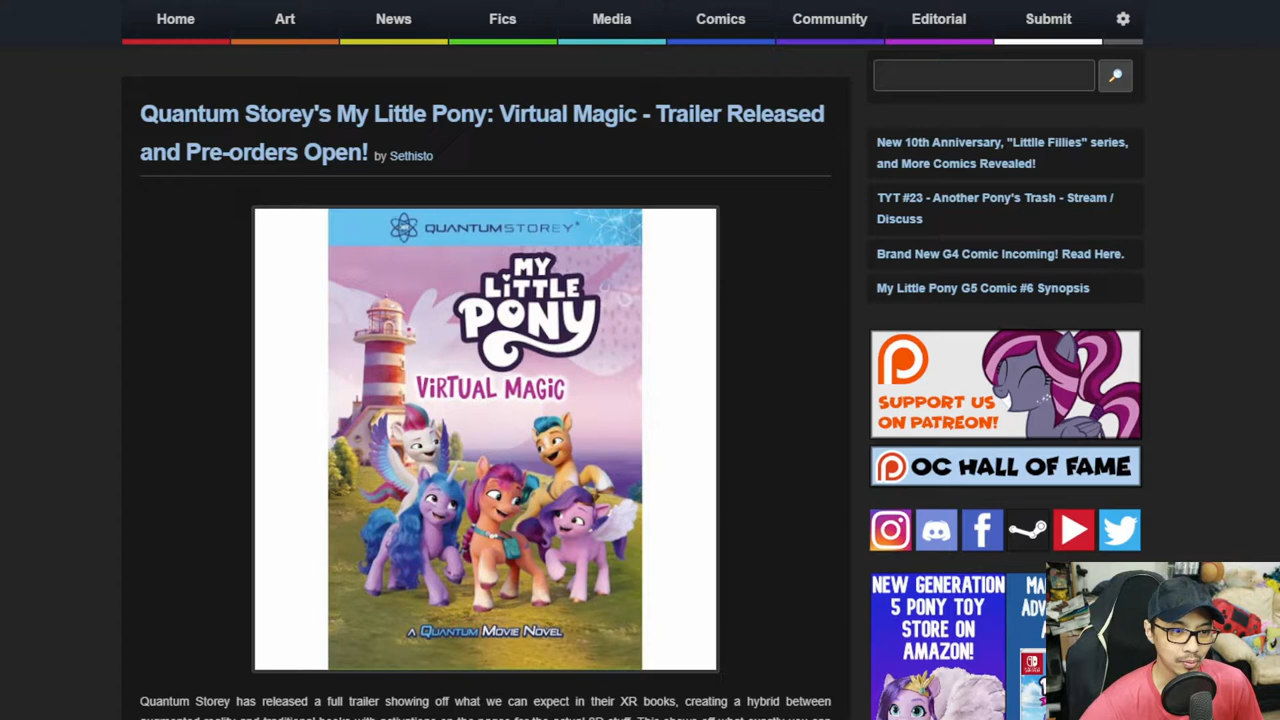 Home Art News Fics Media Comics Community Editorial Submit
Quantum Storey's My Little Pony: Virtual Magic - Trailer Released
and Pre-orders Open! by Sethisto
QUANTUMSTOREY®
MY
LITTLE
PONY
VIRTUAL MAGIC
A QUANTUM MOVIE NOVEL
Quantum Storey has released a full trailer showing off what we can expect in their XR books, creating a hybrid between
New 10th Anniversary, "Littlle Fillies" series,
and More Comics Revealed!
TYT #23 - Another Pony's Trash - Stream /
Discuss
Brand New G4 Comic Incoming! Read Here.
My Little Pony G5 Comic #6 Synopsis
SUPPORT US
ON PATREON!
OC HALL OF FAME
NEW GENERATION
5 PONY TOY
STORE ON
AMAZON!
MA
ADV